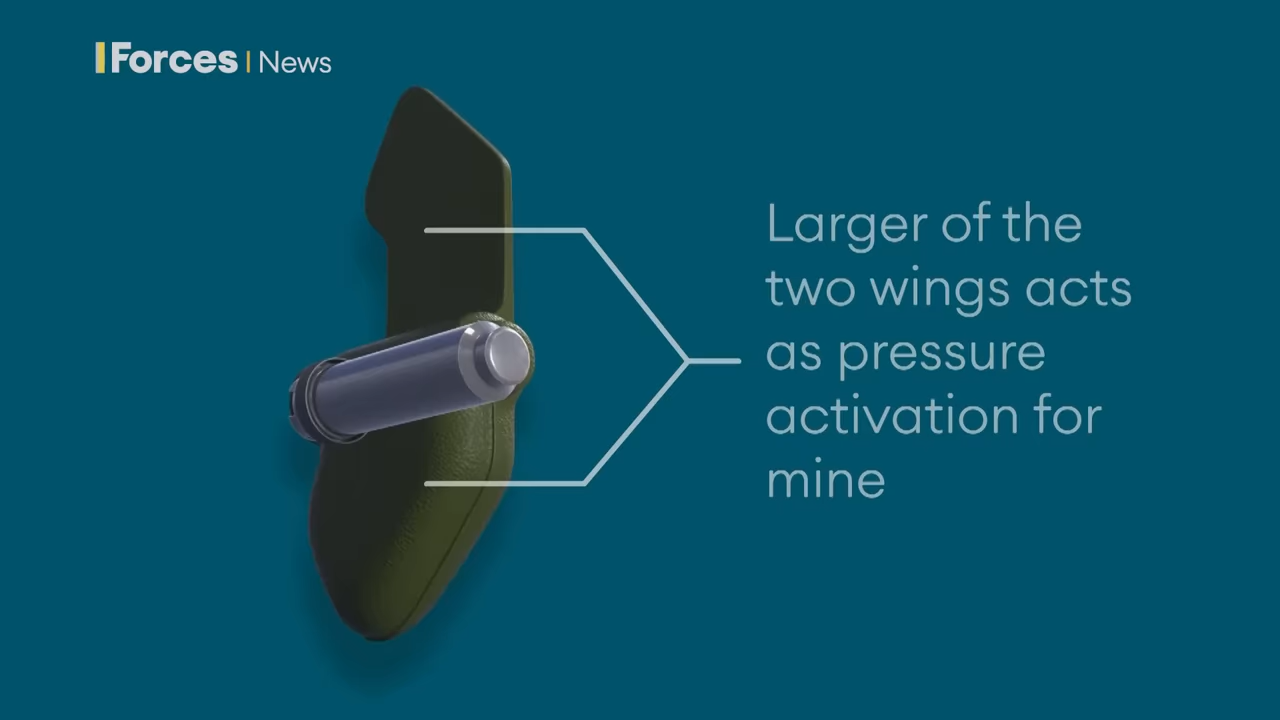 Forces | News
Larger of the
two wings acts
as pressure
activation for
mine